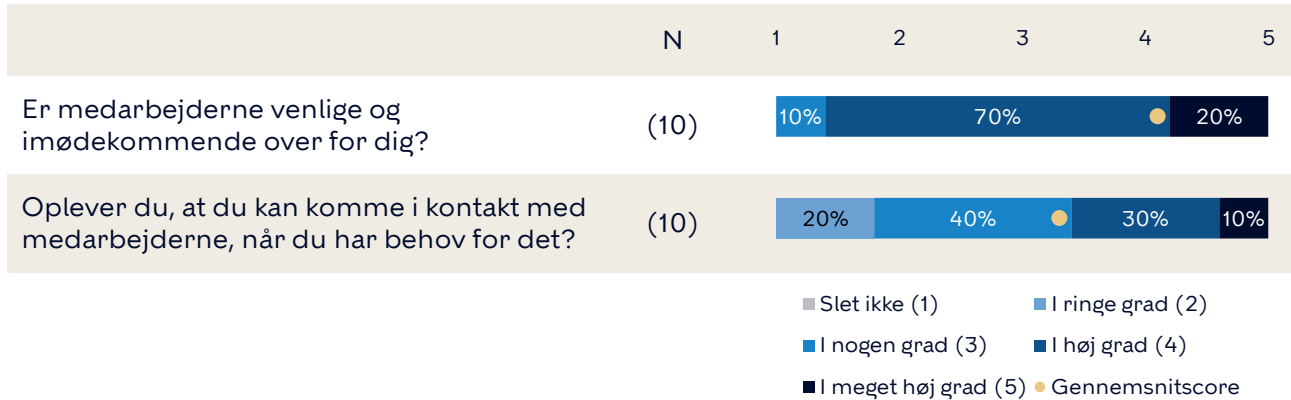 N 1 2 3 4 5
Er medarbejderne venlige og
imødekommende over for dig?
(10)
10% 70% 20%
Oplever du, at du kan komme i kontakt med
medarbejderne, når du har behov for det?
(10)
20% 40% 30% 10%
Slet ikke (1) I ringe grad (2)
I nogen grad (3) I høj grad (4)
I meget høj grad (5) Gennemsnitscore